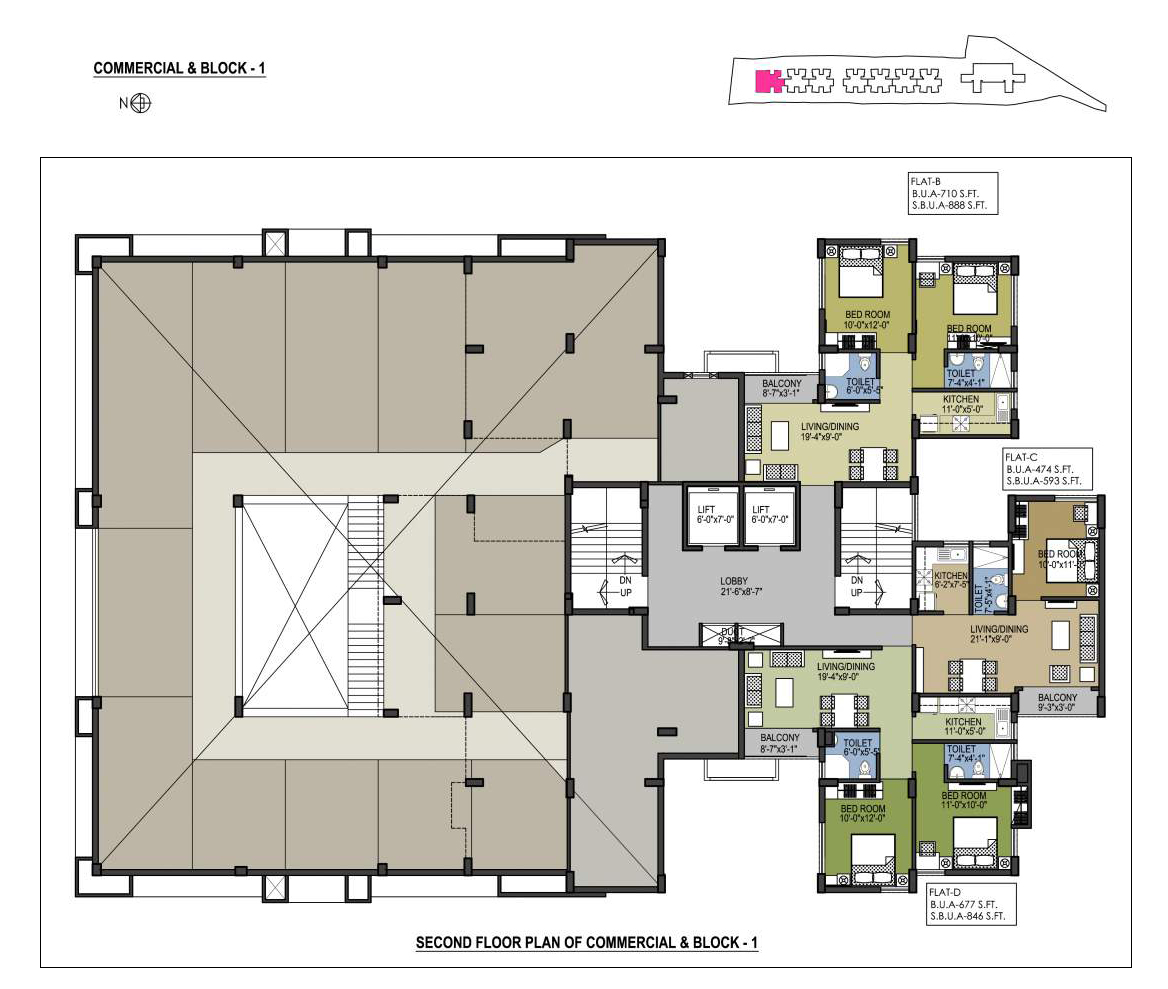 COMMERCIAL & BLOCK - 1
N
FLAT-B
B.U.A-710 S.FT.
S.B.U.A-888 S.FT.
BED ROOM
10'-0"x12'-0"
BED ROOM
TOILET
6'-0"x5'-5"
TOILET
7'-4"x4'-1"
BALCONY
8'-7"x3'-1"
KITCHEN
11'-0"x5'-0"
LIVING/DINING
19'-4"x9'-0"
FLAT-C
B.U.A-474 S.FT.
S.B.U.A-593 S.FT.
LIFT
6'-0"x7'-0"
LIFT
6'-0"x7'-0"
BED ROOM
10'-0"x11'-
DN
UP
LOBBY
21'-6"x8'-7"
DN
UP
KITCHEN
6'-2"x7'-5"
TOILET
7'-5"x4'-1"
DUCT
LIVING/DINING
21'-1"x9'-0"
LIVING/DINING
19'-4"x9'-0"
BALCONY
9'-3"x3'-0"
KITCHEN
11'-0"x5'-0"
BALCONY
8'-7"x3'-1"
TOILET
6'-0"x5'-5"
TOILET
7'-4"x4'-1"
BED ROOM
10'-0"x12'-0"
BED ROOM
11'-0"x10'-0"
FLAT-D
B.U.A-677 S.FT.
S.B.U.A-846 S.FT.
SECOND FLOOR PLAN OF COMMERCIAL & BLOCK - 1